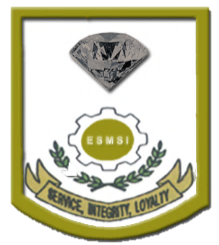 ESMSI
SERVICE, INTEGRITY, LOYALTY